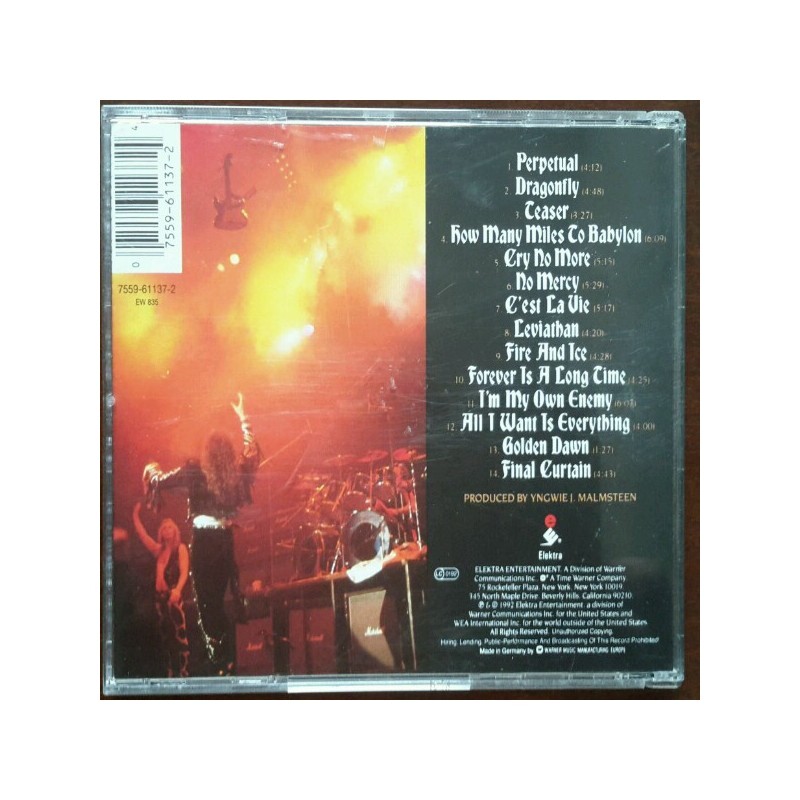 4
7559-61137-2
0
7559-61137-2
EW 835
1. Perpetual (4:12)
2. Dragonfly (4:48)
3. Teaser (3:27)
4. How Many Miles To Babylon (6:09)
5. Cry No More (5:15)
6. No Mercy (5:29)
7. C'est La Vie (5:17)
8. Leviathan (4:20)
9. Fire And Ice (4:28)
10. Forever Is A Long Time (4:25)
11. I'm My Own Enemy
12. All I Want Is Everything (4:00)
13. Golden Dawn (1:27)
14. Final Curtain (4:43)
PRODUCED BY YNGWIE J. MALMSTEEN
Elektra
LC 0192
ELEKTRA ENTERTAINMENT. A Division of Warner
Communications Inc. A Time Warner Company
75 Rockefeller Plaza. New York. New York 10019.
345 North Maple Drive. Beverly Hills. California 90210.
℗ & © 1992 Elektra Entertainment. a division of
Warner Communications Inc. for the United States and
WEA International Inc. for the world outside of the United States.
All Rights Reserved. Unauthorized Copying.
Hiring. Lending. Public-Performance And Broadcasting Of This Record Prohibited!
Made in Germany by WARNER MUSIC MANUFACTURING EUROPE
Marshall